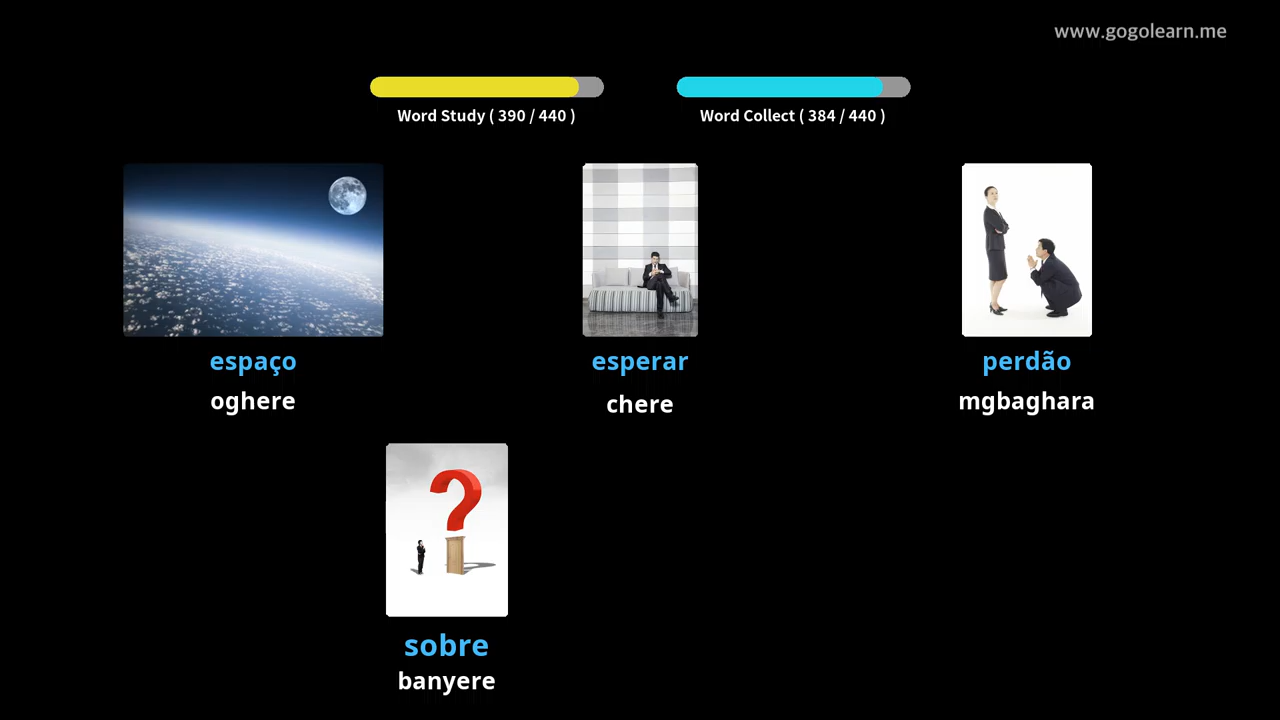 www.gogolearn.me
Word Study ( 390 / 440 )
Word Collect ( 384 / 440 )
espaço
oghere
esperar
chere
perdão
mgbaghara
sobre
banyere